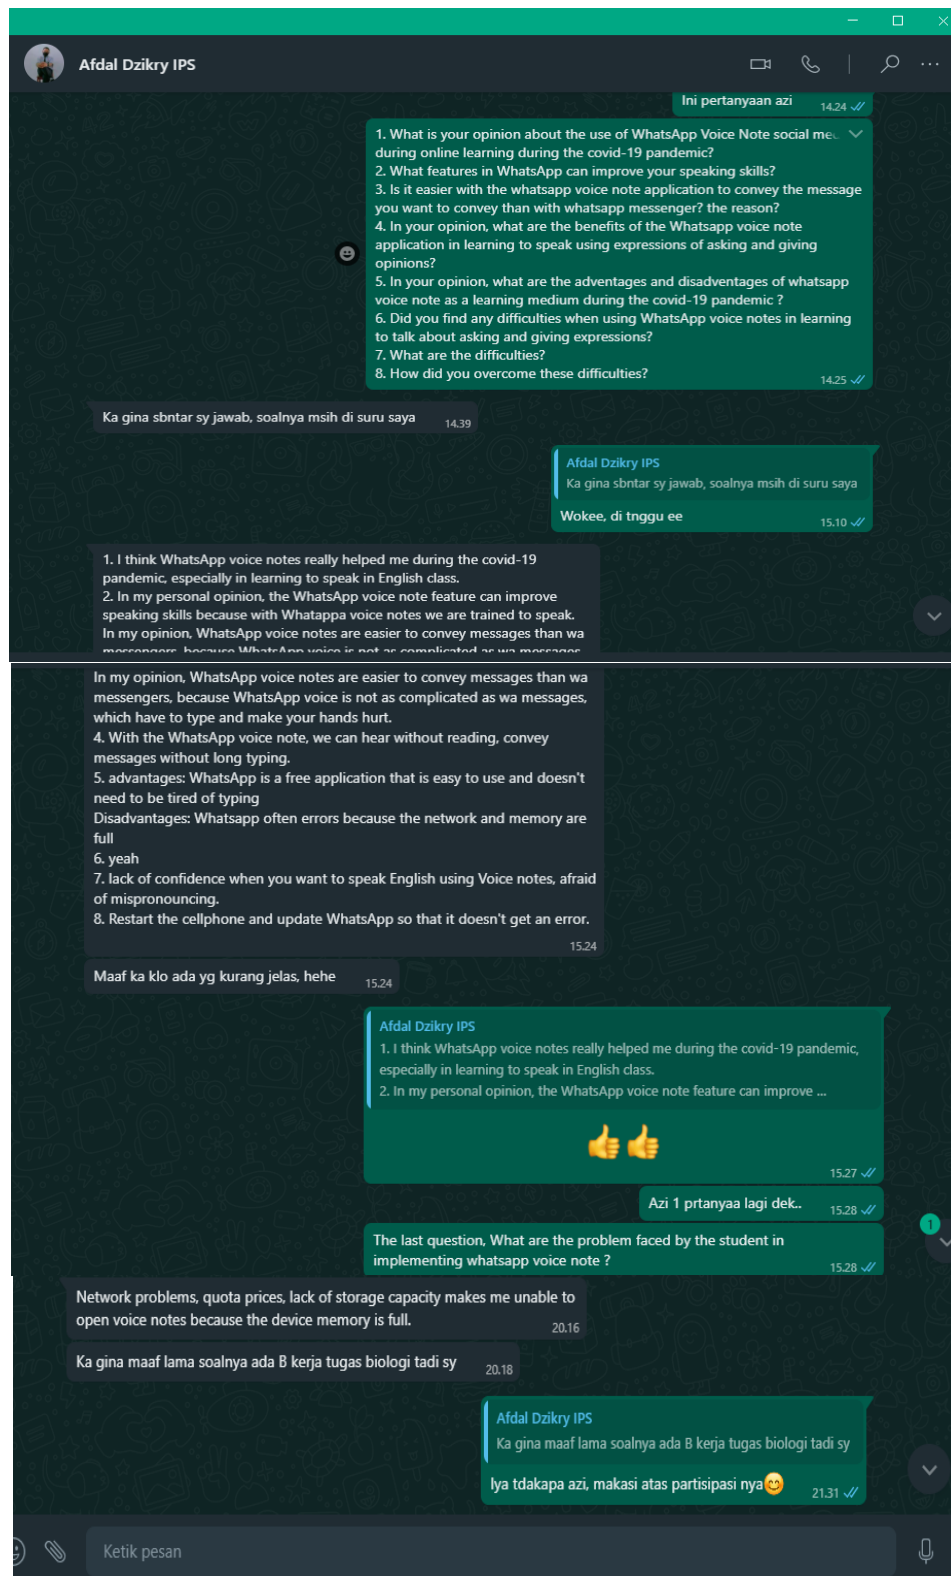 Afdal Dzikry IPS
Ini pertanyaan azi
14.24
1. What is your opinion about the use of WhatsApp Voice Note social me..
during online learning during the covid-19 pandemic?
2. What features in WhatsApp can improve your speaking skills?
3. Is it easier with the whatsapp voice note application to convey the message
you want to convey than with whatsapp messenger? the reason?
4. In your opinion, what are the benefits of the Whatsapp voice note
application in learning to speak using expressions of asking and giving
opinions?
5. In your opinion, what are the advantages and disadvantages of whatsapp
voice note as a learning medium during the covid-19 pandemic ?
6. Did you find any difficulties when using WhatsApp voice notes in learning
to talk about asking and giving expressions?
7. What are the difficulties?
8. How did you overcome these difficulties?
14.25
Ka gina sbntar sy jawab, soalnya msih di suru saya
14.39
Afdal Dzikry IPS
Ka gina sbntar sy jawab, soalnya msih di suru saya
Wokee, di tnggu ee
15.10
1. I think WhatsApp voice notes really helped me during the covid-19
pandemic, especially in learning to speak in English class.
2. In my personal opinion, the WhatsApp voice note feature can improve
speaking skills because with Whatappa voice notes we are trained to speak.
In my opinion, WhatsApp voice notes are easier to convey messages than wa
messengers, because WhatsApp voice is not as complicated as wa messages
In my opinion, WhatsApp voice notes are easier to convey messages than wa
messengers, because WhatsApp voice is not as complicated as wa messages,
which have to type and make your hands hurt.
4. With the WhatsApp voice note, we can hear without reading, convey
messages without long typing.
5. advantages: WhatsApp is a free application that is easy to use and doesn't
need to be tired of typing
Disadvantages: Whatsapp often errors because the network and memory are
full
6. yeah
7. lack of confidence when you want to speak English using Voice notes, afraid
of mispronouncing.
8. Restart the cellphone and update WhatsApp so that it doesn't get an error.
15.24
Maaf ka klo ada yg kurang jelas, hehe
15.24
Afdal Dzikry IPS
1. I think WhatsApp voice notes really helped me during the covid-19 pandemic,
especially in learning to speak in English class.
2. In my personal opinion, the WhatsApp voice note feature can improve ...
👍👍
15.27
Azi 1 prtanyaa lagi dek..
15.28
1
The last question, What are the problem faced by the student in
implementing whatsapp voice note ?
15.28
Network problems, quota prices, lack of storage capacity makes me unable to
open voice notes because the device memory is full.
20.16
Ka gina maaf lama soalnya ada B kerja tugas biologi tadi sy
20.18
Afdal Dzikry IPS
Ka gina maaf lama soalnya ada B kerja tugas biologi tadi sy
Iya tdakapa azi, makasi atas partisipasi nya😊
21.31
Ketik pesan